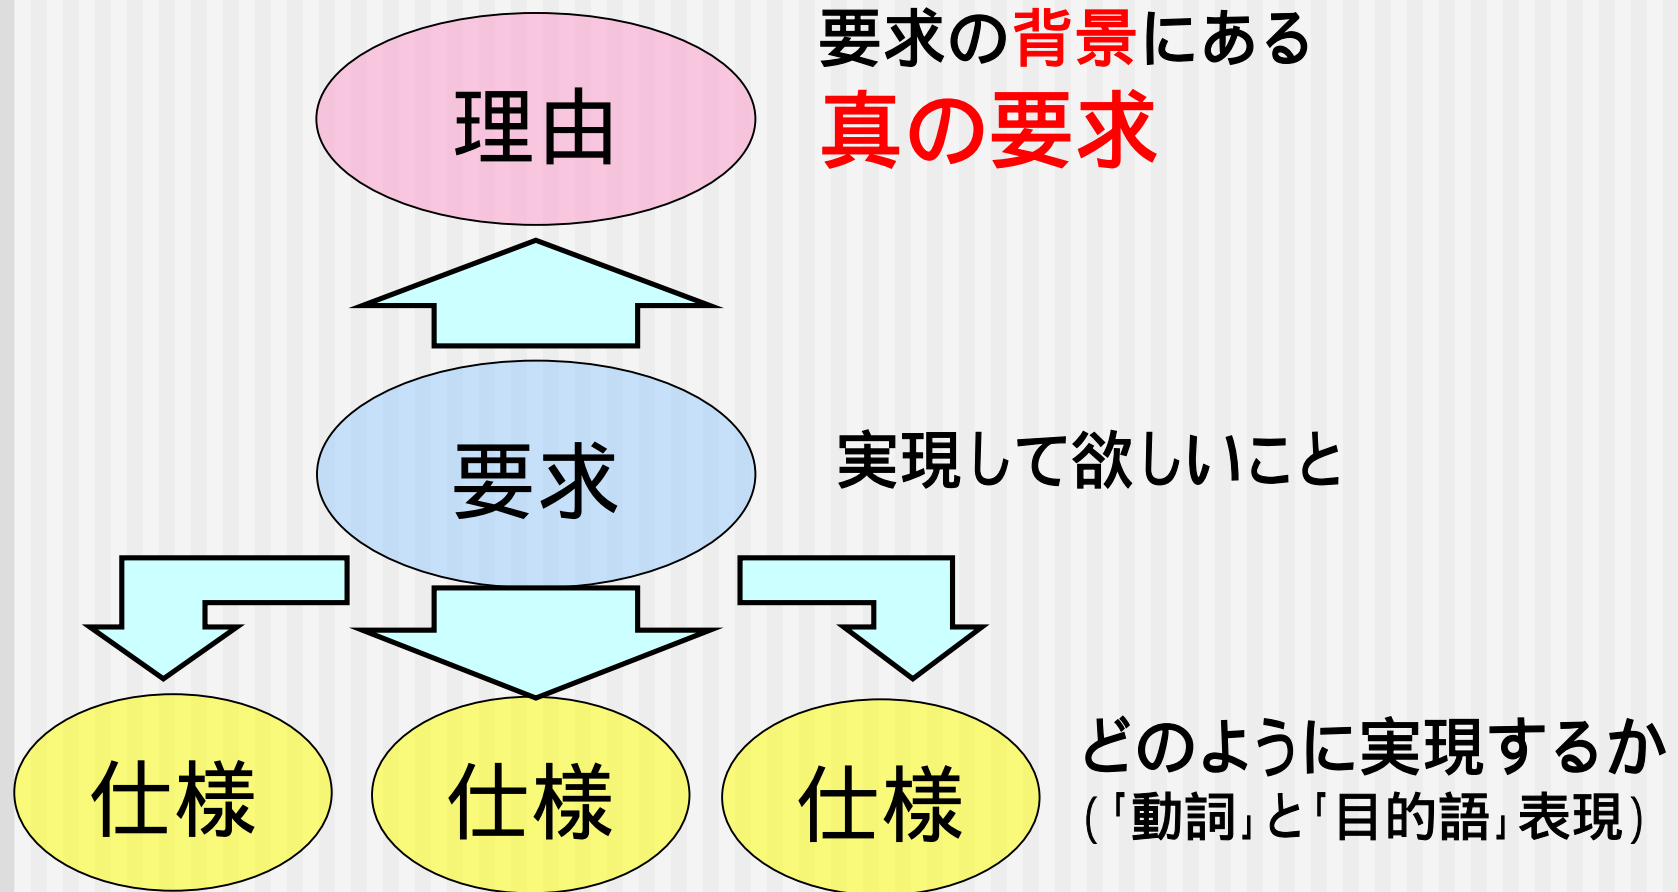 理由
要求の背景にある
真の要求
要求
実現して欲しいこと
仕様
仕様
仕様
どのように実現するか
(「動詞」と「目的語」表現)